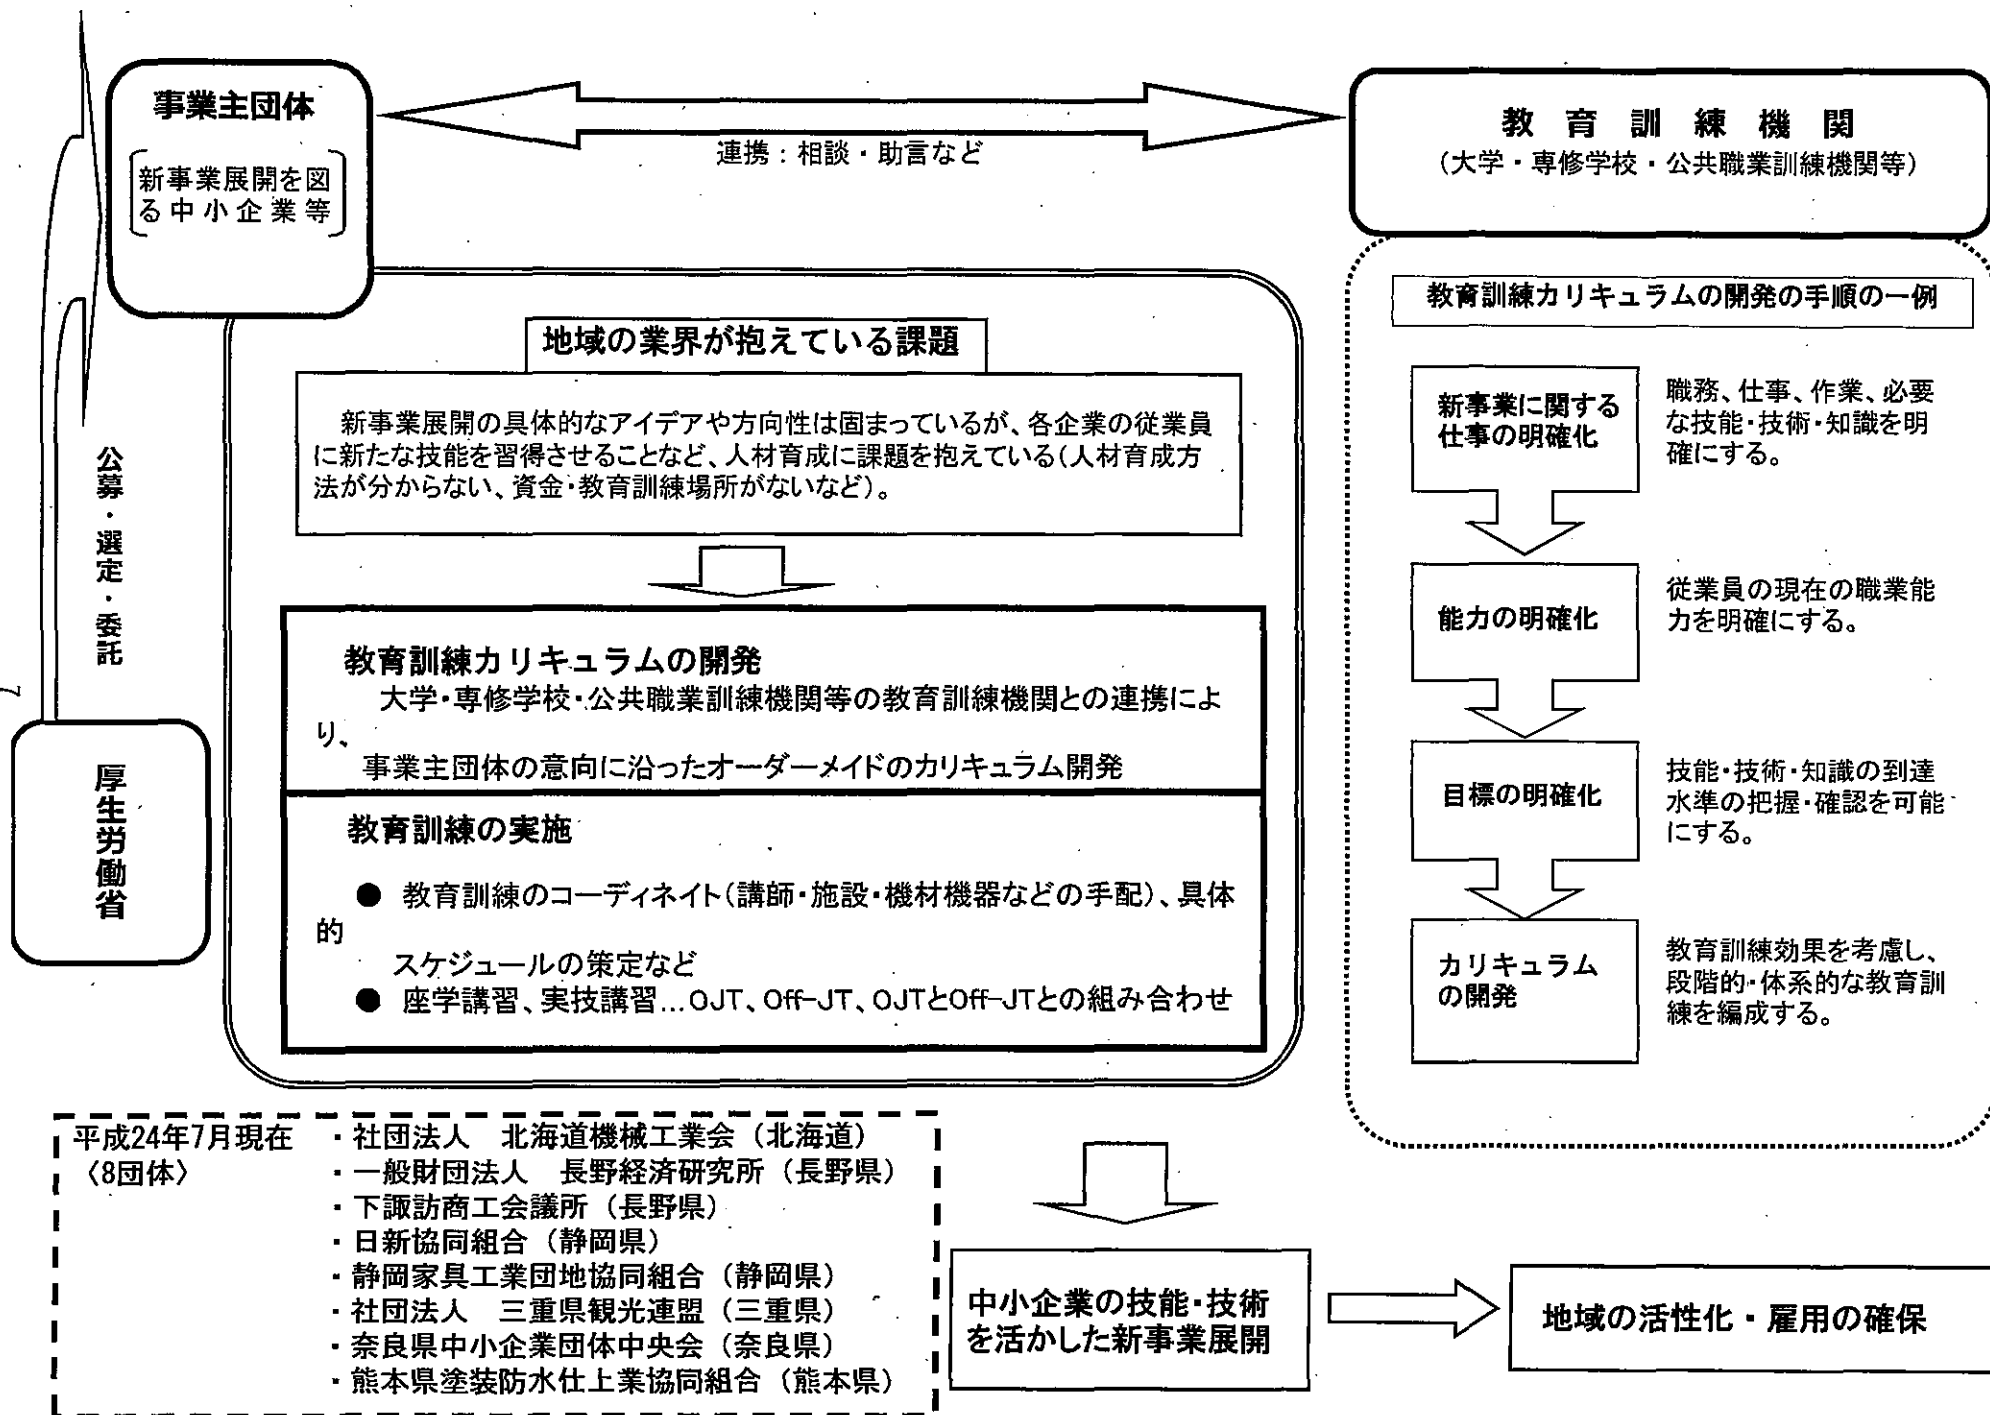 事業主団体
新事業展開を図
る中小企業等
連携：相談・助言など
教育訓練機関
（大学・専修学校・公共職業訓練機関等）
公募・選定・委託
厚生労働省
7
地域の業界が抱えている課題
新事業展開の具体的なアイデアや方向性は固まっているが、各企業の従業員
に新たな技能を習得させることなど、人材育成に課題を抱えている（人材育成方
法が分からない、資金・教育訓練場所がないなど）。
教育訓練カリキュラムの開発
大学・専修学校・公共職業訓練機関等の教育訓練機関との連携によ
り、
事業主団体の意向に沿ったオーダーメイドのカリキュラム開発
教育訓練の実施
● 教育訓練のコーディネイト（講師・施設・機材機器などの手配）、具体
的
スケジュールの策定など
● 座学講習、実技講習…OJT、Off-JT、OJTとOff-JTとの組み合わせ
教育訓練カリキュラムの開発の手順の一例
新事業に関する
仕事の明確化
職務、仕事、作業、必要
な技能・技術・知識を明
確にする。
能力の明確化
従業員の現在の職業能
力を明確にする。
目標の明確化
技能・技術・知識の到達
水準の把握・確認を可能
にする。
カリキュラム
の開発
教育訓練効果を考慮し、
段階的・体系的な教育訓
練を編成する。
平成24年7月現在
〈8団体〉
・社団法人　北海道機械工業会（北海道）
・一般財団法人　長野経済研究所（長野県）
・下諏訪商工会議所（長野県）
・日新協同組合（静岡県）
・静岡家具工業団地協同組合（静岡県）
・社団法人　三重県観光連盟（三重県）
・奈良県中小企業団体中央会（奈良県）
・熊本県塗装防水仕上業協同組合（熊本県）
中小企業の技能・技術
を活かした新事業展開
地域の活性化・雇用の確保